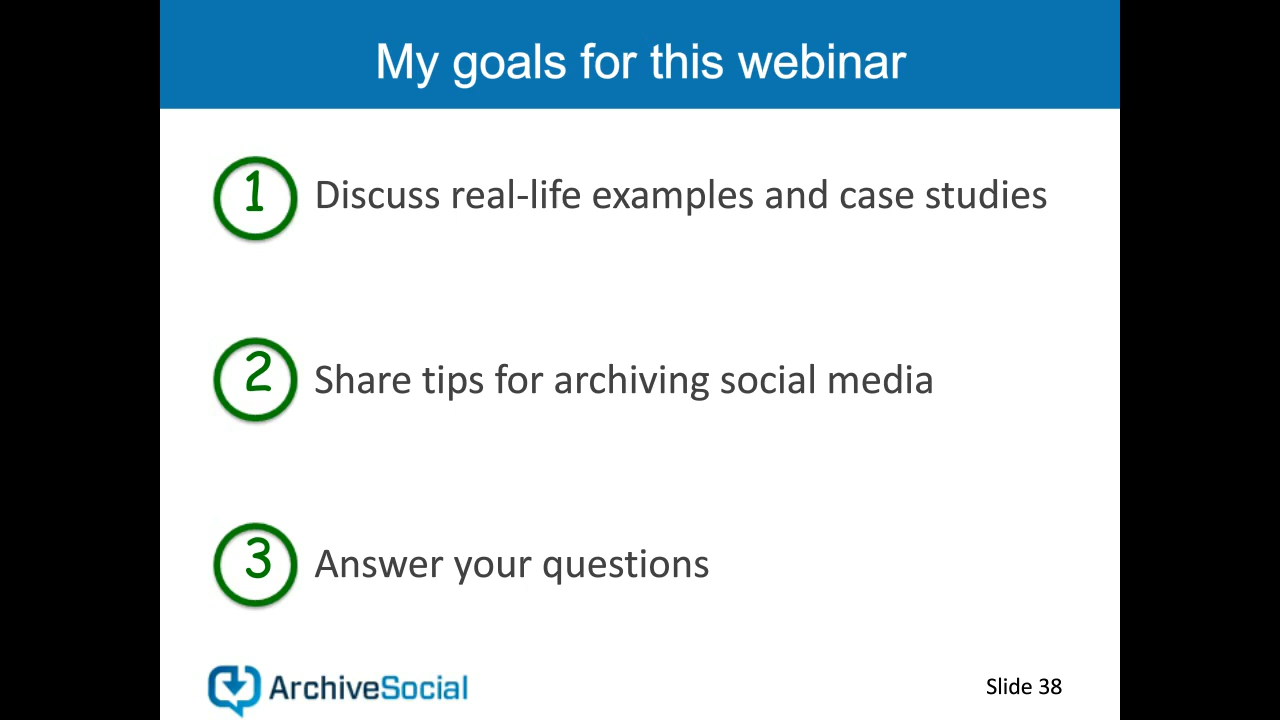 My goals for this webinar
1 Discuss real-life examples and case studies
2 Share tips for archiving social media
3 Answer your questions
ArchiveSocial
Slide 38